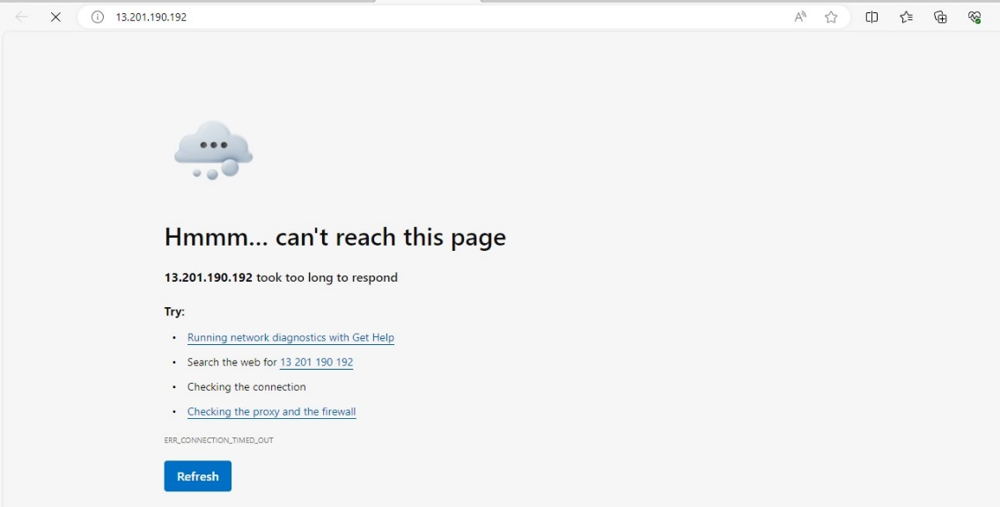 13.201.190.192
Hmmm... can't reach this page
13.201.190.192 took too long to respond
Try:
• Running network diagnostics with Get Help
• Search the web for 13 201 190 192
• Checking the connection
• Checking the proxy and the firewall
ERR_CONNECTION_TIMED_OUT
Refresh